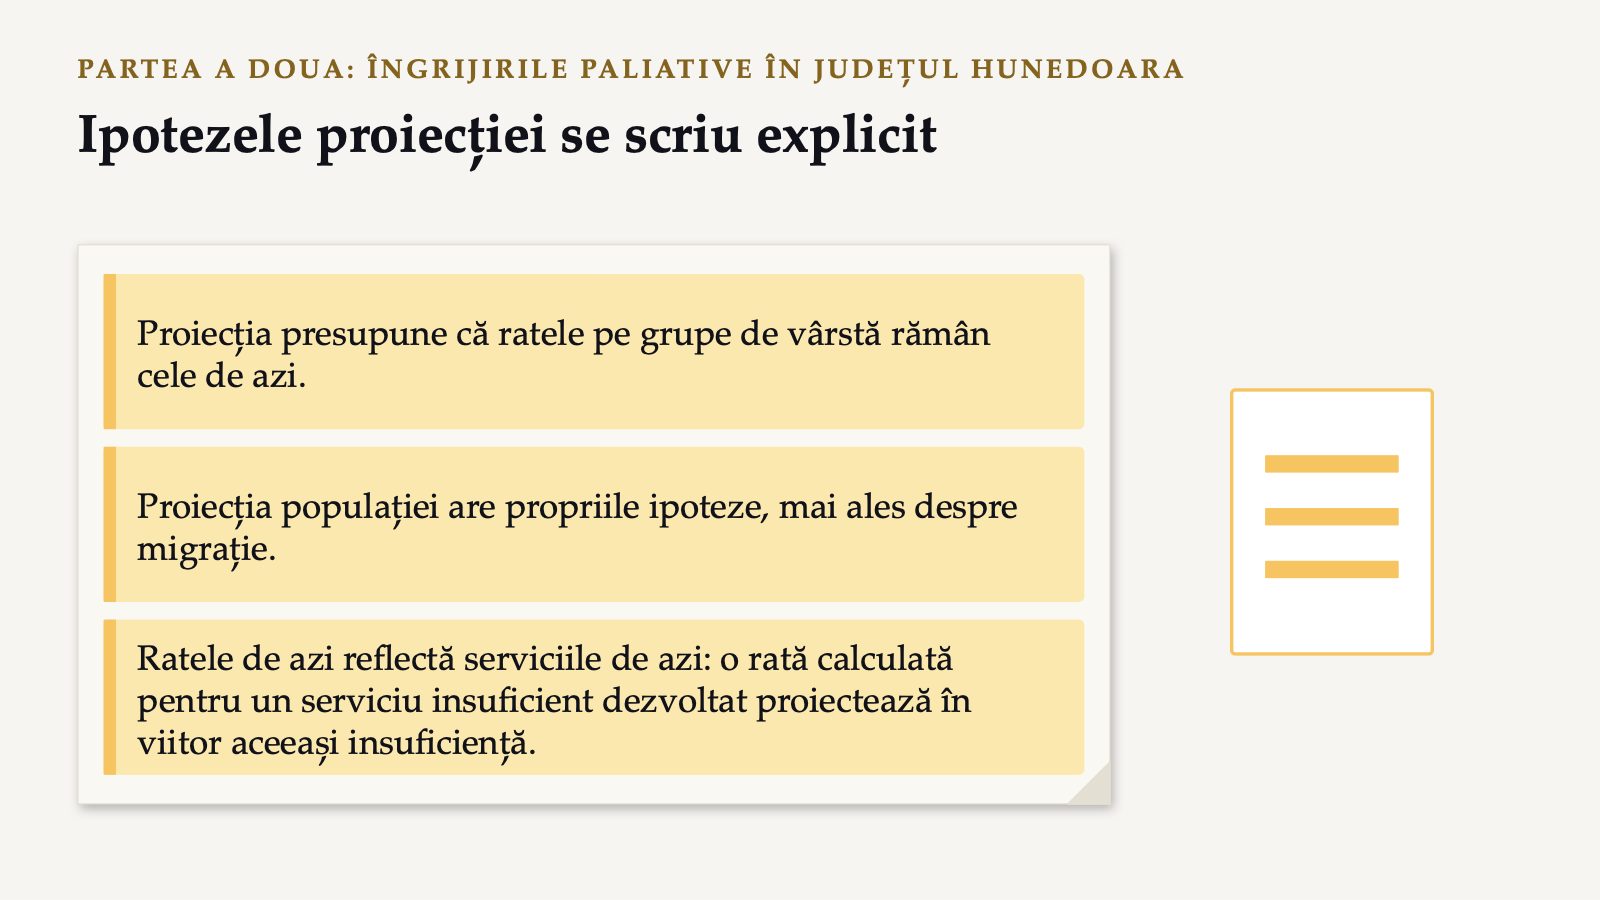 PARTEA A DOUA: ÎNGRIJIRILE PALIATIVE ÎN JUDEȚUL HUNEDOARA
Ipotezele proiecției se scriu explicit
Proiecția presupune că ratele pe grupe de vârstă rămân
cele de azi.
Proiecția populației are propriile ipoteze, mai ales despre
migrație.
Ratele de azi reflectă serviciile de azi: o rată calculată
pentru un serviciu insuficient dezvoltat proiectează în
viitor aceeași insuficiență.